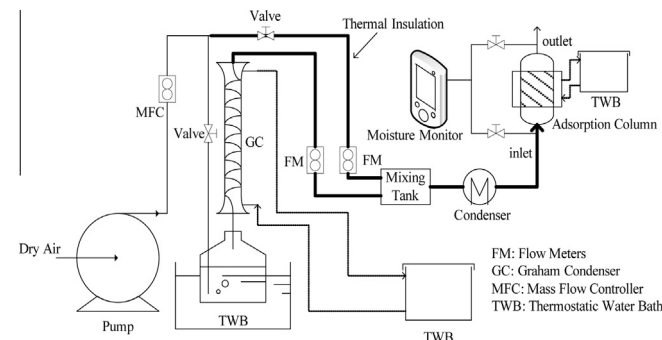 Valve
Thermal Insulation
outlet
MFC
Valve
GC
FM
FM
Moisture Monitor
TWB
Adsorption Column
inlet
Mixing
Tank
Condenser
Dry Air
Pump
TWB
TWB
FM: Flow Meters
GC: Graham Condenser
MFC: Mass Flow Controller
TWB: Thermostatic Water Bath